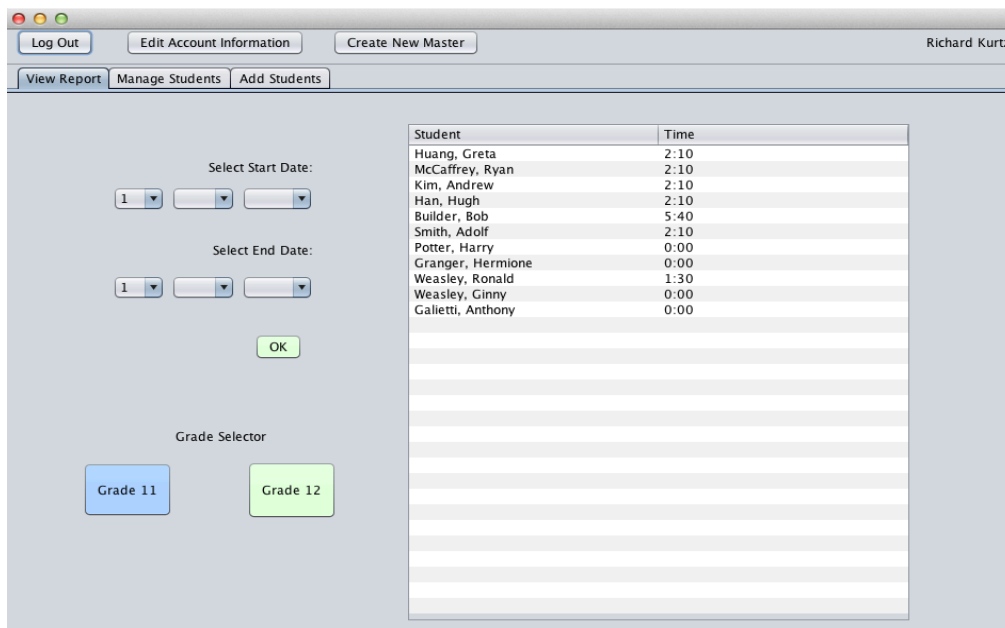 Log Out Edit Account Information Create New Master Richard Kurt
View Report Manage Students Add Students
Select Start Date:
1
Select End Date:
1
OK
Grade Selector
Grade 11 Grade 12
Student Time
Huang, Greta 2:10
McCaffrey, Ryan 2:10
Kim, Andrew 2:10
Han, Hugh 2:10
Builder, Bob 5:40
Smith, Adolf 2:10
Potter, Harry 0:00
Granger, Hermione 0:00
Weasley, Ronald 1:30
Weasley, Ginny 0:00
Galietti, Anthony 0:00